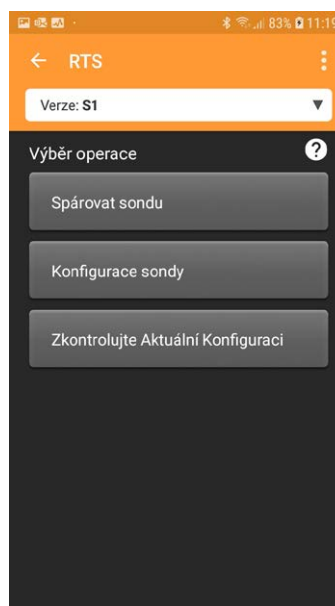 83% 11:19
RTS
Verze: S1
Výběr operace
?
Spárovat sondu
Konfigurace sondy
Zkontrolujte Aktuální Konfiguraci